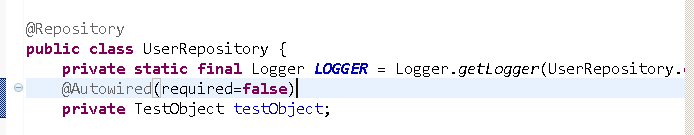 @Repository
public class UserRepository {
private static final Logger LOGGER = Logger.getLogger(UserRepository.
@Autowired(required=false)
private TestObject testObject;